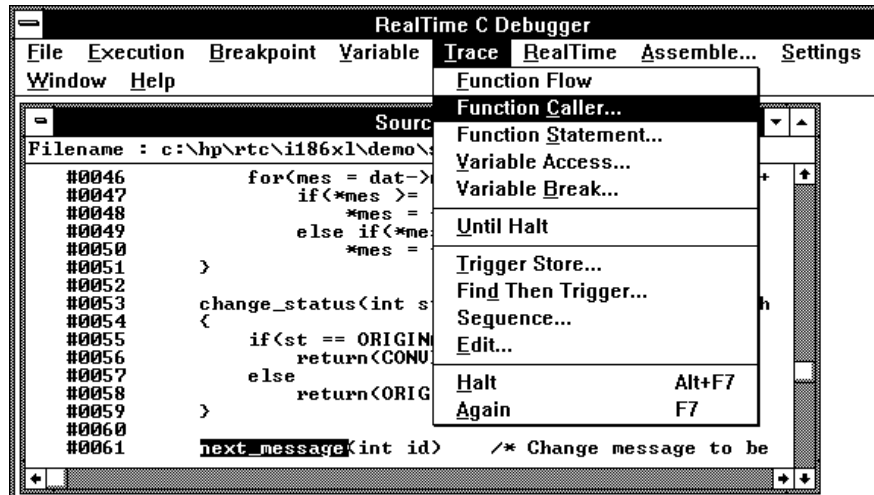 RealTime C Debugger
File Execution Breakpoint Variable Trace RealTime Assemble... Settings
Window Help
Function Flow
Function Caller...
Function Statement...
Variable Access...
Variable Break...
Until Halt
Trigger Store...
Find Then Trigger...
Sequence...
Edit...
Halt Alt+F7
Again F7
Sourc
Filename : c:\hp\rtc\i186xl\demo\
#0046 for(mes = dat-> +
#0047 if(*mes >=
#0048 *mes =
#0049 else if(*me
#0050 *mes =
#0051 }
#0052
#0053 change_status(int s h
#0054 {
#0055 if(st == ORIGIN
#0056 return(CONV
#0057 else
#0058 return(ORIG
#0059 }
#0060
#0061 next_message(int id) /* Change message to be